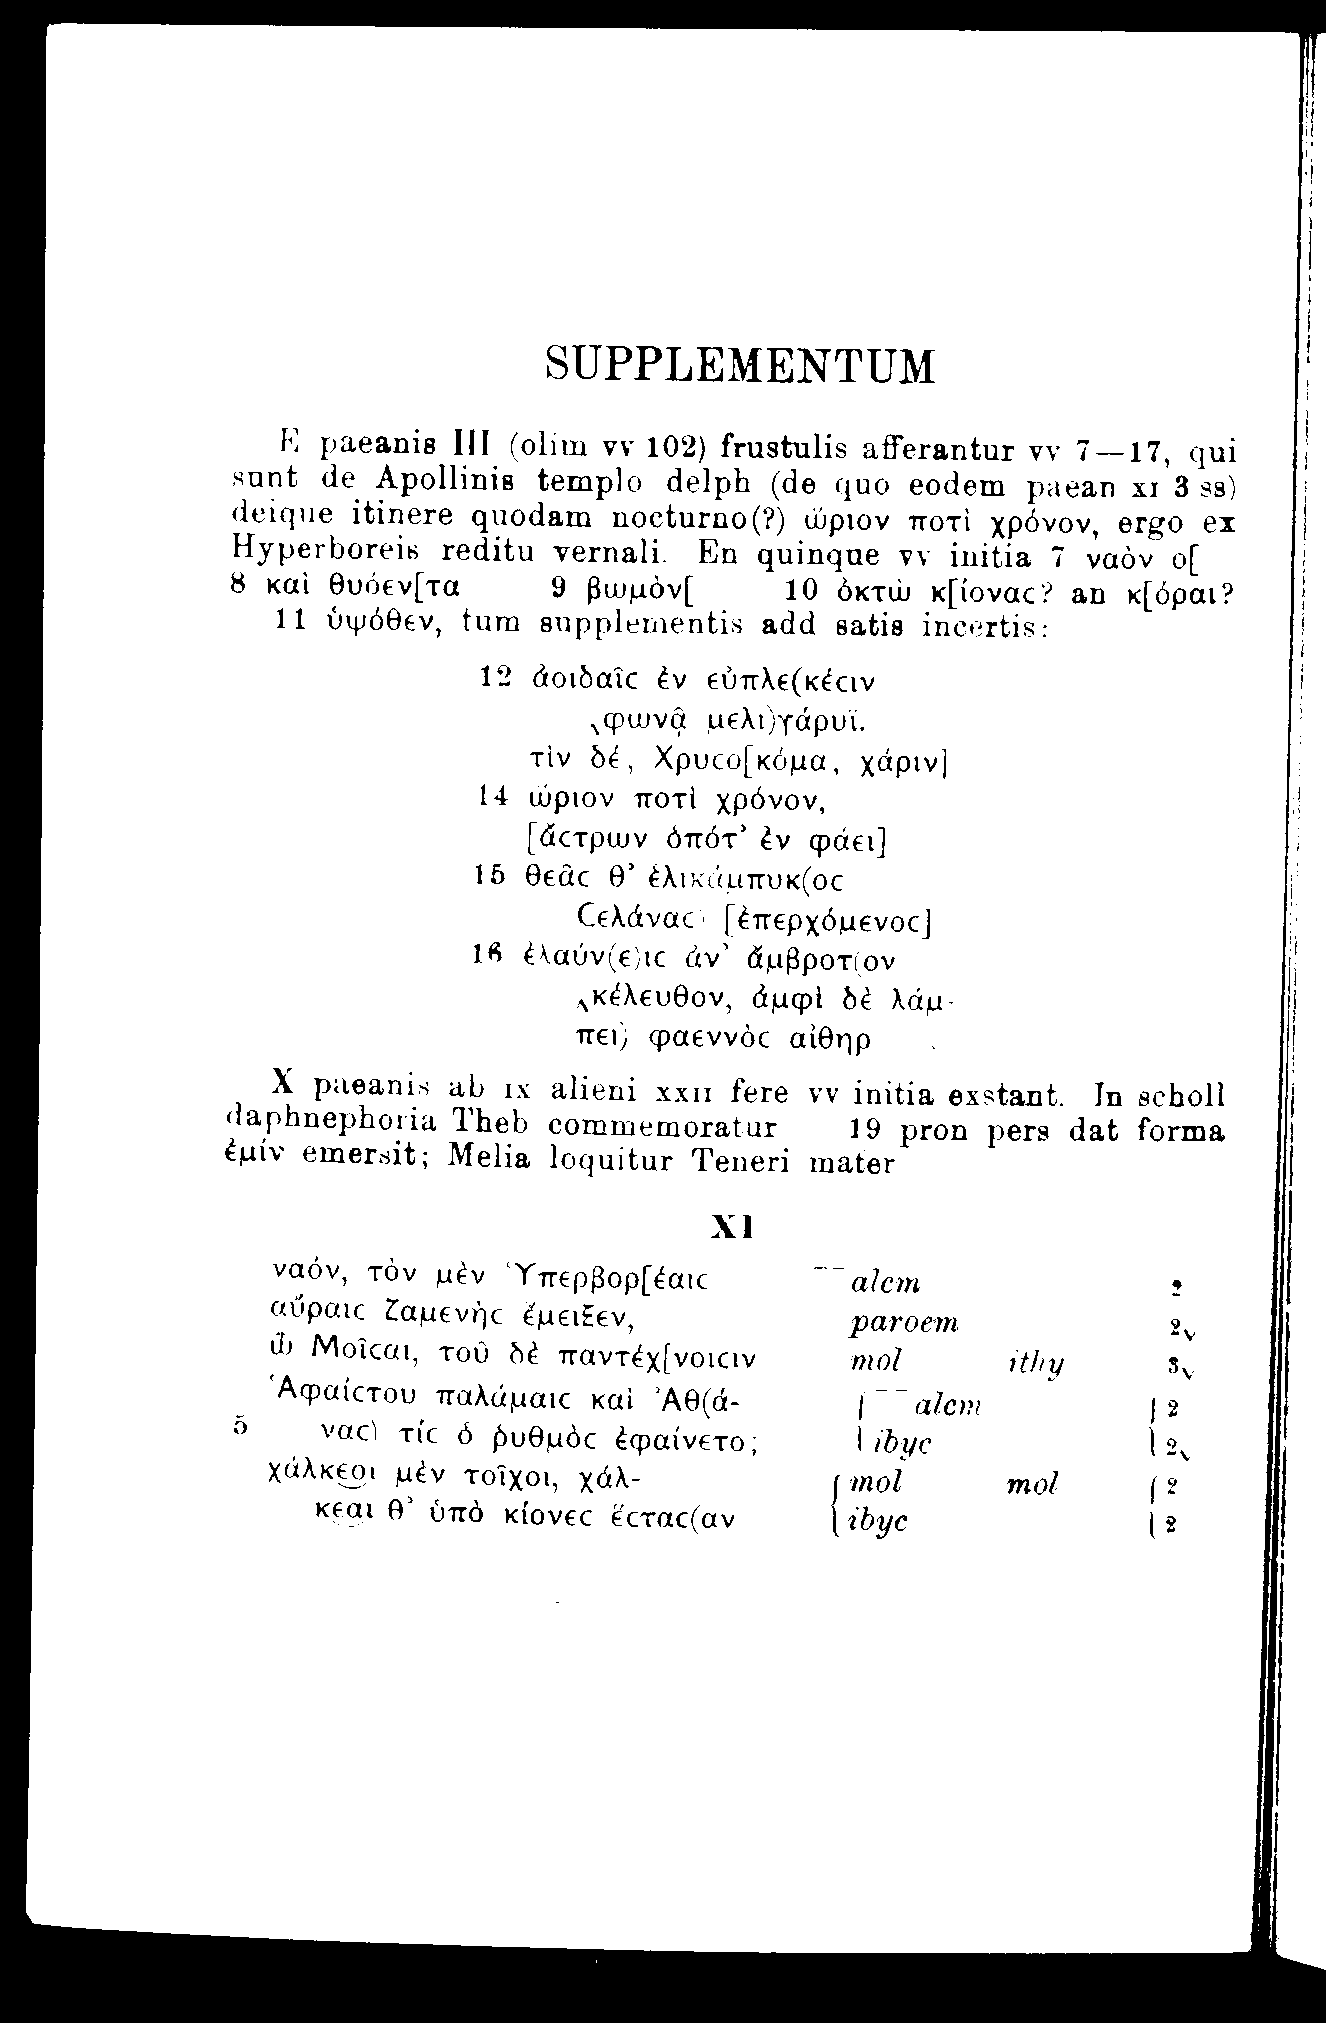 SUPPLEMENTUM
E paeanis III (olim vv 102) frustulis afferantur vv 7—17, qui
sunt de Apollinis templo delph (de quo eodem paean XI 3 ss)
deique itinere quodam nocturno(?) ὥριον ποτὶ χρόνον, ergo ex
Hyperboreis reditu vernali. En quinque vv initia 7 ναὸν ο[
8 καὶ θυόεν[τα 9 βωμὸν[ 10 ὀκτὼ κ[ίονας? an κ[όραι?
11 ὑψόθεν, tum supplementis add satis incertis:
12 ἀοιδαῖς ἐν εὐπλε(κέϲιν
⟨φωνᾷ μελι)γάρυϊ.
τὶν δέ, Χρυϲο[κόμα, χάριν]
14 ὥριον ποτὶ χρόνον,
[ἄϲτρων ὁπότ’ ἐν φάει]
15 θεᾶϲ θ’ ἑλικάμπυκ(οϲ
Ϲελάναϲ) [ἐπερχόμενοϲ]
16 ἐλαύν(ε)ιϲ ἀν’ ἄμβροτ(ον
⟨κέλευθον, ἀμφὶ δὲ λάμ-
πει) φαεννὸϲ αἰθηρ
X paeanis ab IX alieni XXII fere vv initia exstant. In scholl
daphnephoria Theb commemoratur 19 pron pers dat forma
ἐμίν emersit; Melia loquitur Teneri mater
XI
ναόν, τὸν μὲν Ὑπερβορ[έαιϲ ‾‾ alcm 2
αὔραιϲ ζαμενὴϲ ἔμειξεν, paroem 2
ὦ Μοῖϲαι, τοῦ δὲ παντέχ[νοιϲιν mol ithy 3
Ἁφαίϲτου παλάμαιϲ καὶ Ἀθ(ά- ‾‾ alcm 2
5 ναϲ) τίϲ ὁ ῥυθμὸϲ ἐφαίνετο; ibyc 2
χάλκεοι μὲν τοῖχοι, χάλ- mol mol 2
κεαι θ’ ὑπὸ κίονεϲ ἕϲταϲ(αν ibyc 2